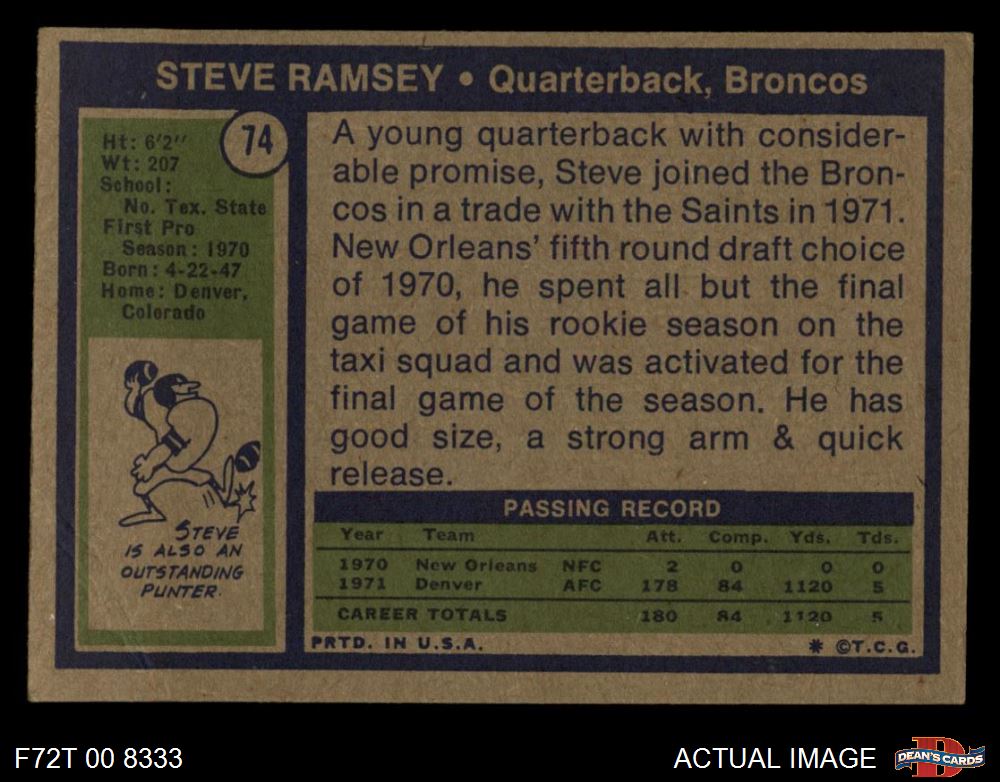 STEVE RAMSEY • Quarterback, Broncos
74
Ht: 6'2''
Wt: 207
School:
No. Tex. State
First Pro
Season: 1970
Born: 4-22-47
Home: Denver,
Colorado
STEVE
IS ALSO AN
OUTSTANDING
PUNTER.
A young quarterback with consider-
able promise, Steve joined the Bron-
cos in a trade with the Saints in 1971.
New Orleans' fifth round draft choice
of 1970, he spent all but the final
game of his rookie season on the
taxi squad and was activated for the
final game of the season. He has
good size, a strong arm & quick
release.
PASSING RECORD
Year Team Att. Comp. Yds. Tds.
1970 New Orleans NFC 2 0 0 0
1971 Denver AFC 178 84 1120 5
CAREER TOTALS 180 84 1120 5
PRTD. IN U.S.A. * ©T.C.G.
F72T 00 8333
ACTUAL IMAGE
D
DEAN'S CARDS